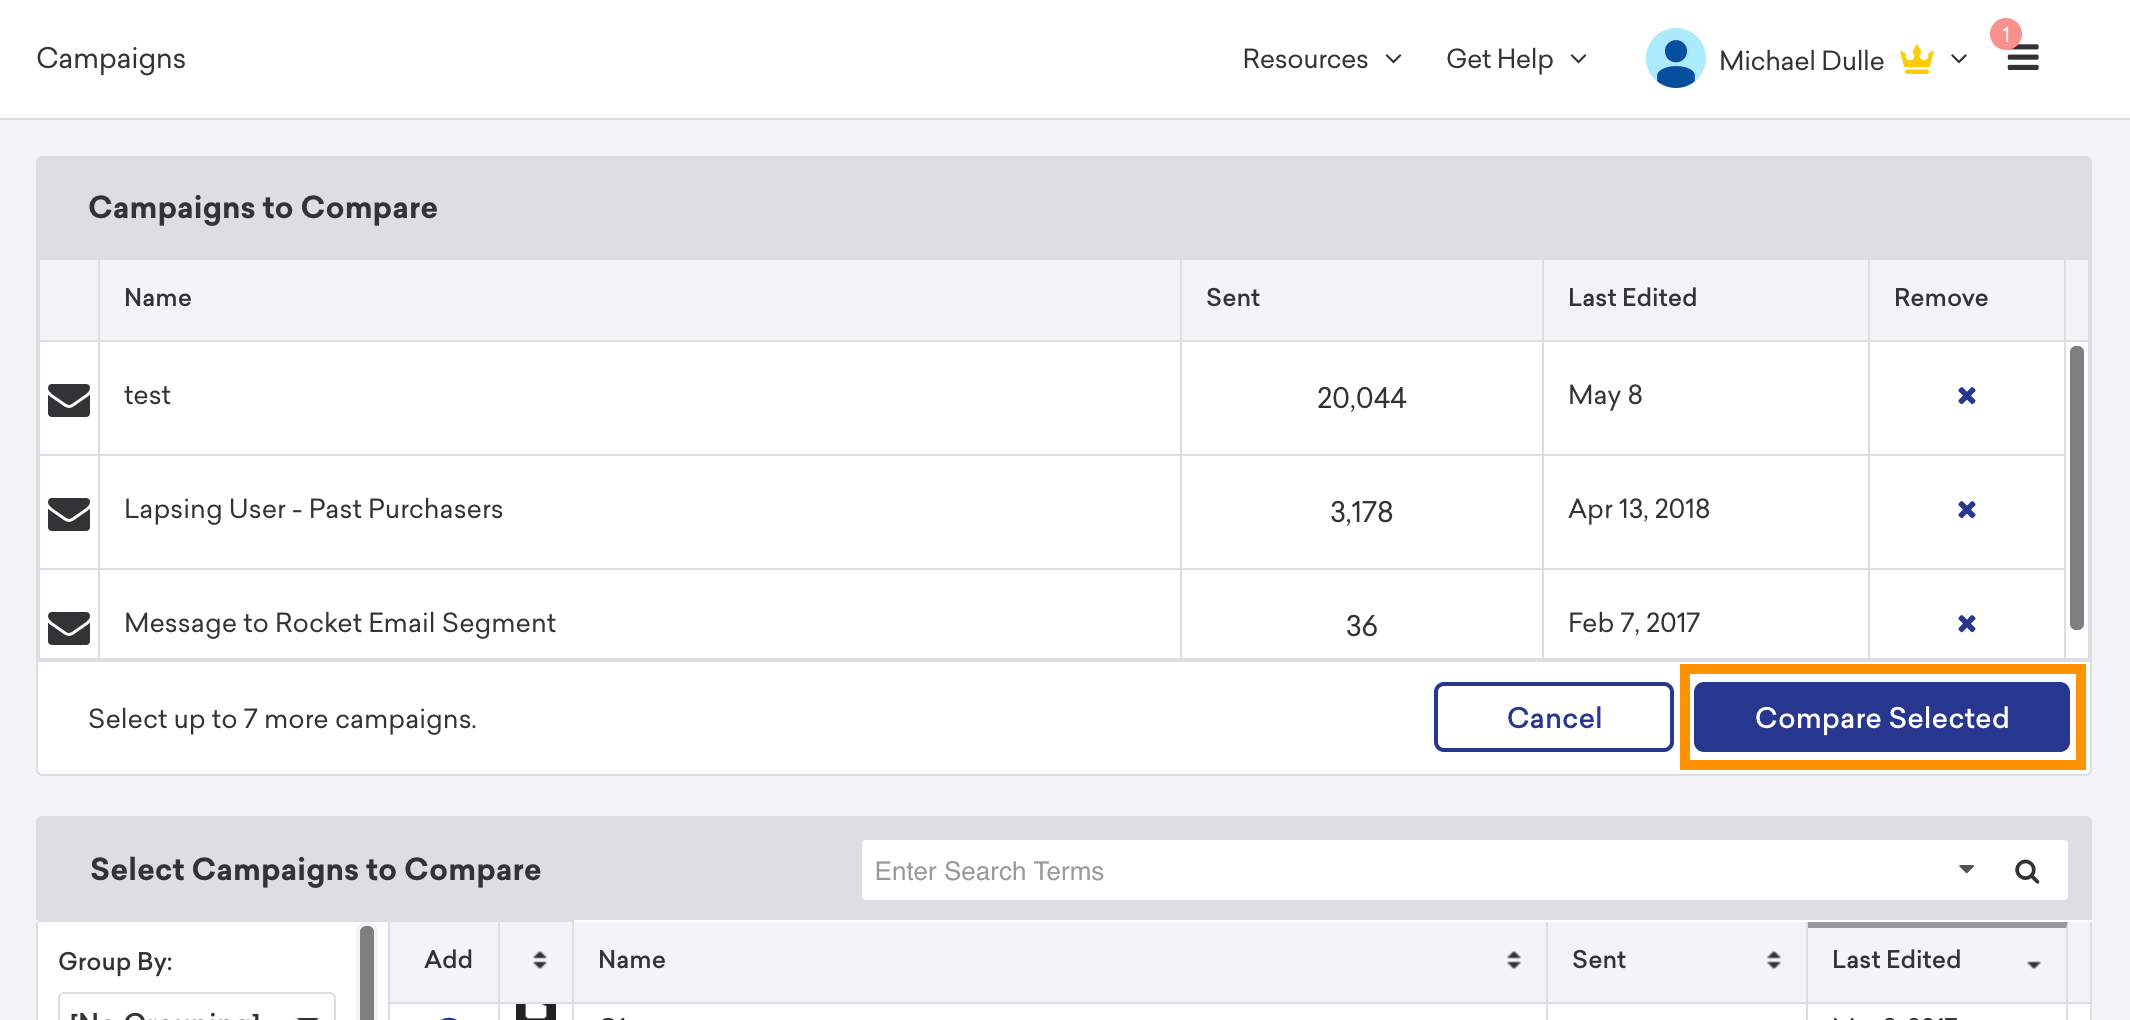 Campaigns
Resources
Get Help
Michael Dulle
1
Campaigns to Compare
Name Sent Last Edited Remove
test 20,044 May 8
Lapsing User - Past Purchasers 3,178 Apr 13, 2018
Message to Rocket Email Segment 36 Feb 7, 2017
Select up to 7 more campaigns.
Cancel
Compare Selected
Select Campaigns to Compare
Enter Search Terms
Group By:
Add Name Sent Last Edited
[No Grouping]